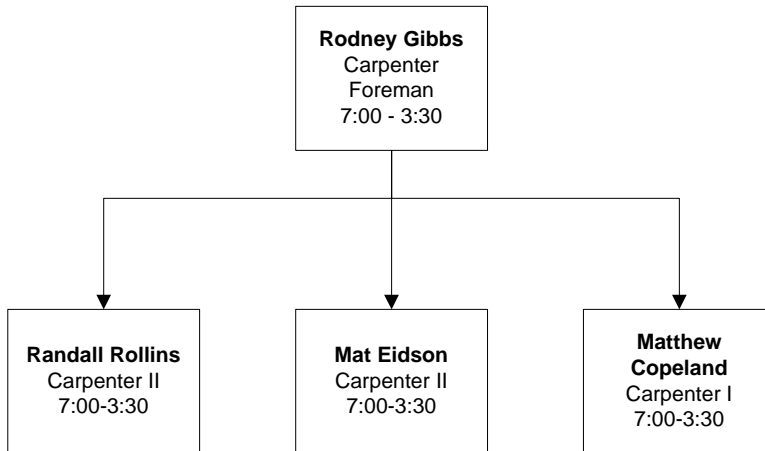 Rodney Gibbs
Carpenter
Foreman
7:00 - 3:30
Randall Rollins
Carpenter II
7:00-3:30
Mat Eidson
Carpenter II
7:00-3:30
Matthew
Copeland
Carpenter I
7:00-3:30